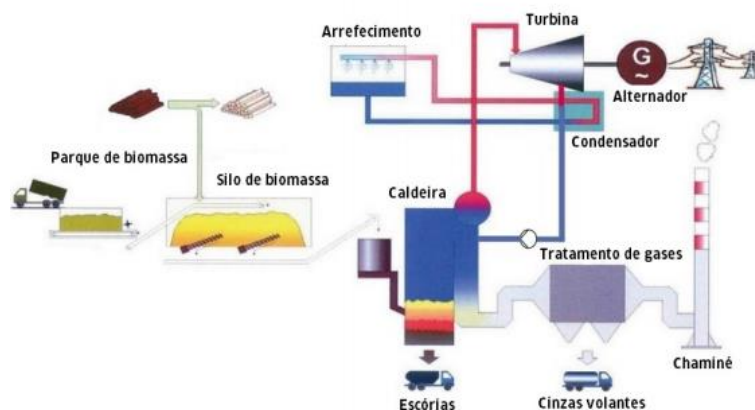 Turbina
Arrefecimento
G
~
Alternador
Parque de biomassa
Condensador
Silo de biomassa
Caldeira
Tratamento de gases
Chaminé
Escórias
Cinzas volantes